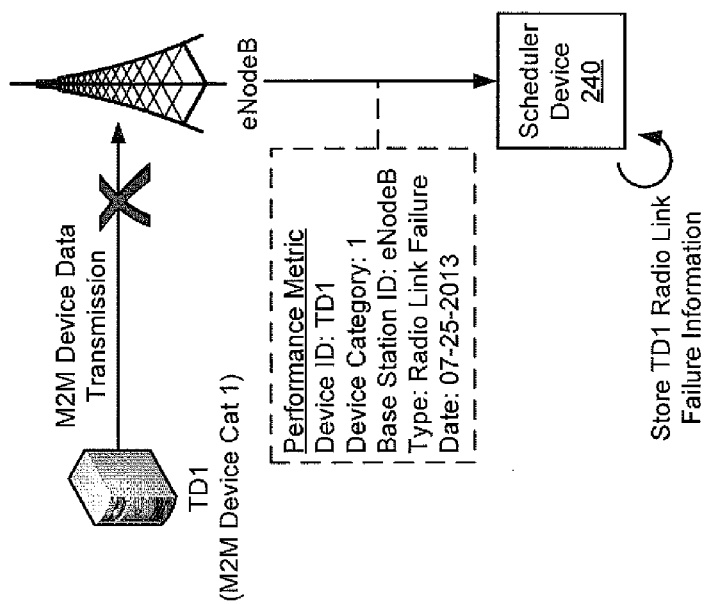 M2M Device Data
Transmission
TD1
(M2M Device Cat 1)
eNodeB
Performance Metric
Device ID: TD1
Device Category: 1
Base Station ID: eNodeB
Type: Radio Link Failure
Date: 07-25-2013
Scheduler
Device
240
Store TD1 Radio Link
Failure Information